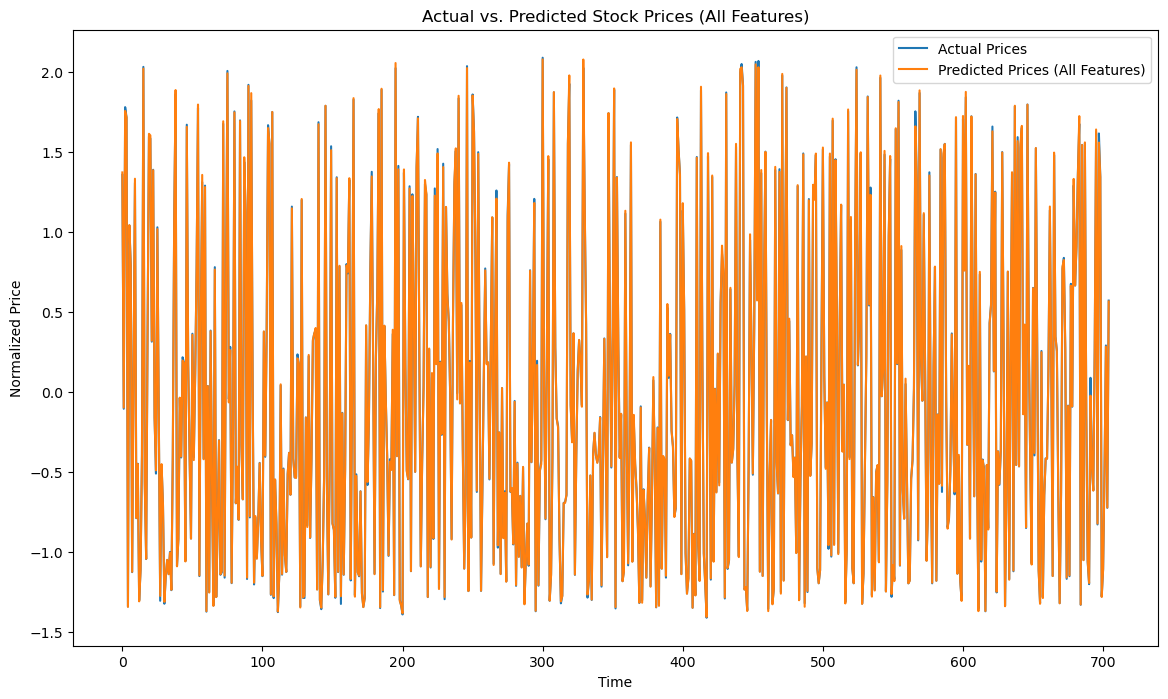 Actual vs. Predicted Stock Prices (All Features)
Actual Prices
Predicted Prices (All Features)
Normalized Price
2.0
1.5
1.0
0.5
0.0
−0.5
−1.0
−1.5
0 100 200 300 400 500 600 700
Time